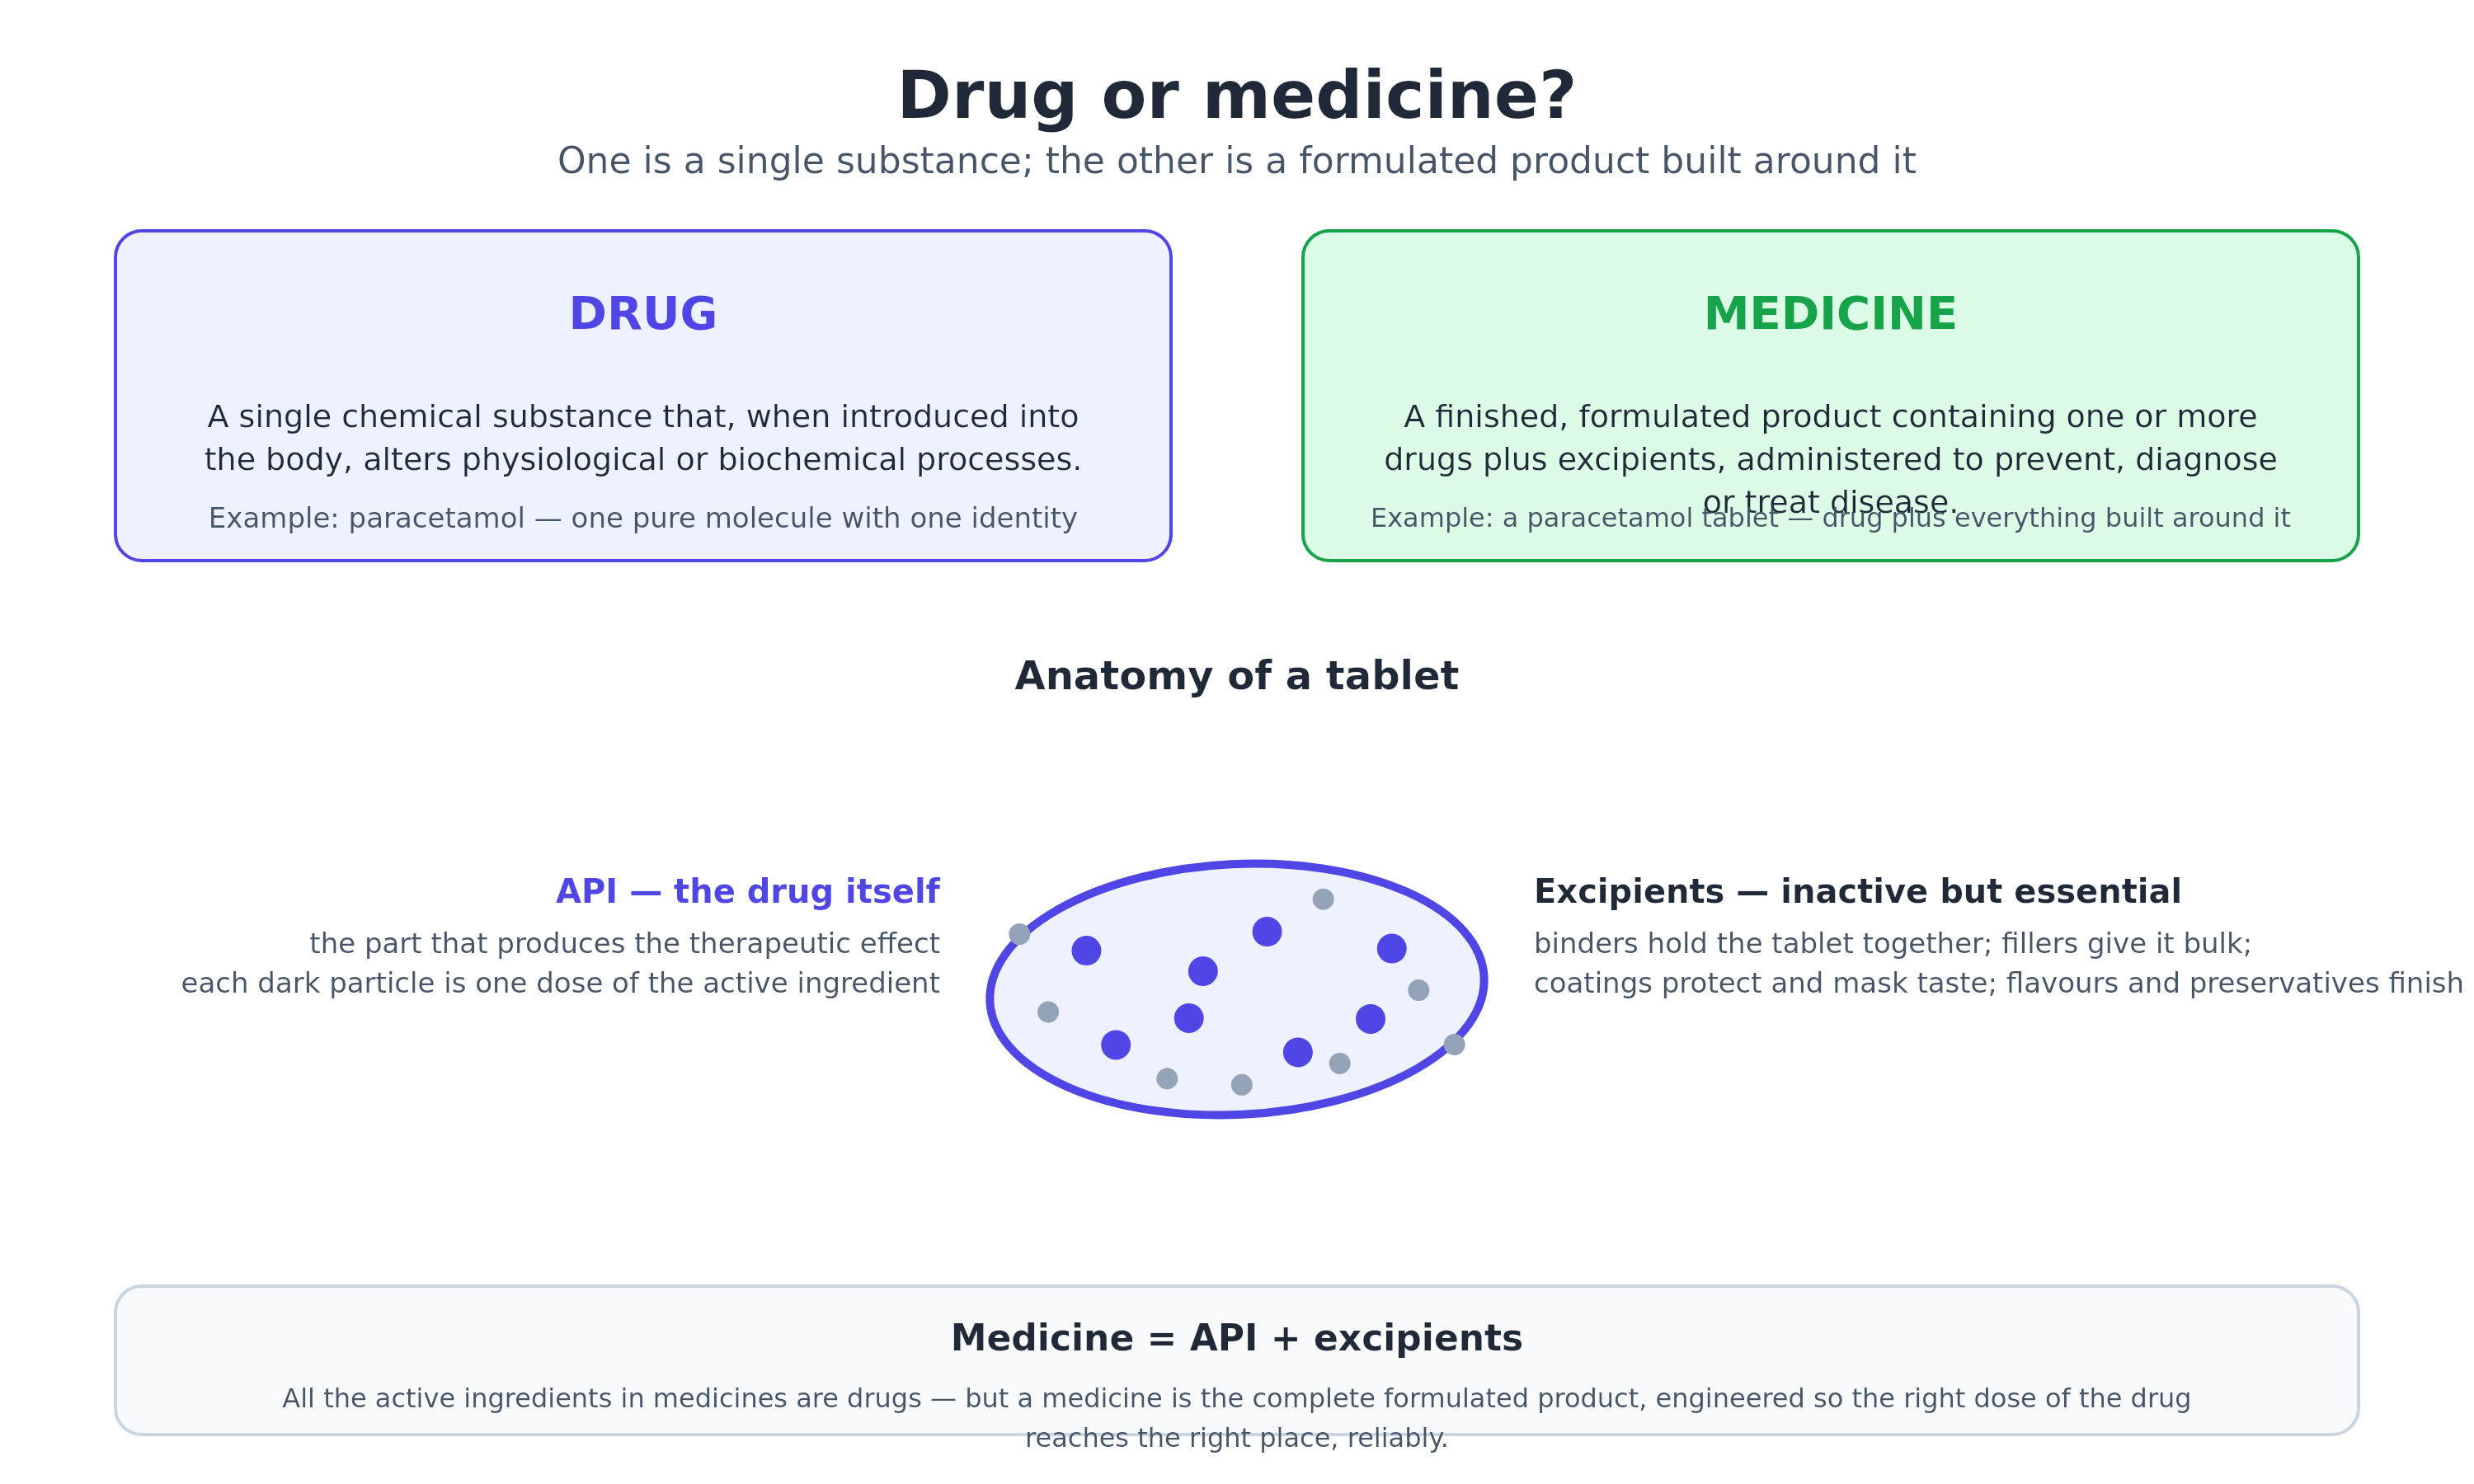 Drug or medicine?
One is a single substance; the other is a formulated product built around it
DRUG
A single chemical substance that, when introduced into
the body, alters physiological or biochemical processes.
Example: paracetamol — one pure molecule with one identity
MEDICINE
A finished, formulated product containing one or more
drugs plus excipients, administered to prevent, diagnose
or treat disease.
Example: a paracetamol tablet — drug plus everything built around it
Anatomy of a tablet
API — the drug itself
the part that produces the therapeutic effect
each dark particle is one dose of the active ingredient
Excipients — inactive but essential
binders hold the tablet together; fillers give it bulk;
coatings protect and mask taste; flavours and preservatives finish
Medicine = API + excipients
All the active ingredients in medicines are drugs — but a medicine is the complete formulated product, engineered so the right dose of the drug
reaches the right place, reliably.